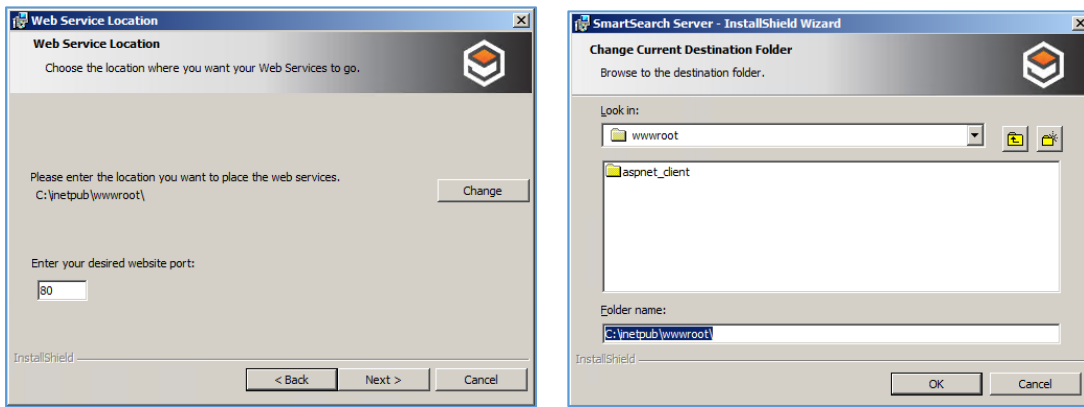 Web Service Location
Web Service Location
Choose the location where you want your Web Services to go.
Please enter the location you want to place the web services.
C:\inetpub\wwwroot\
Change
Enter your desired website port:
80
InstallShield
< Back
Next >
Cancel
SmartSearch Server - InstallShield Wizard
Change Current Destination Folder
Browse to the destination folder.
Look in:
wwwroot
aspnet_client
Folder name:
C:\inetpub\wwwroot\
InstallShield
OK
Cancel